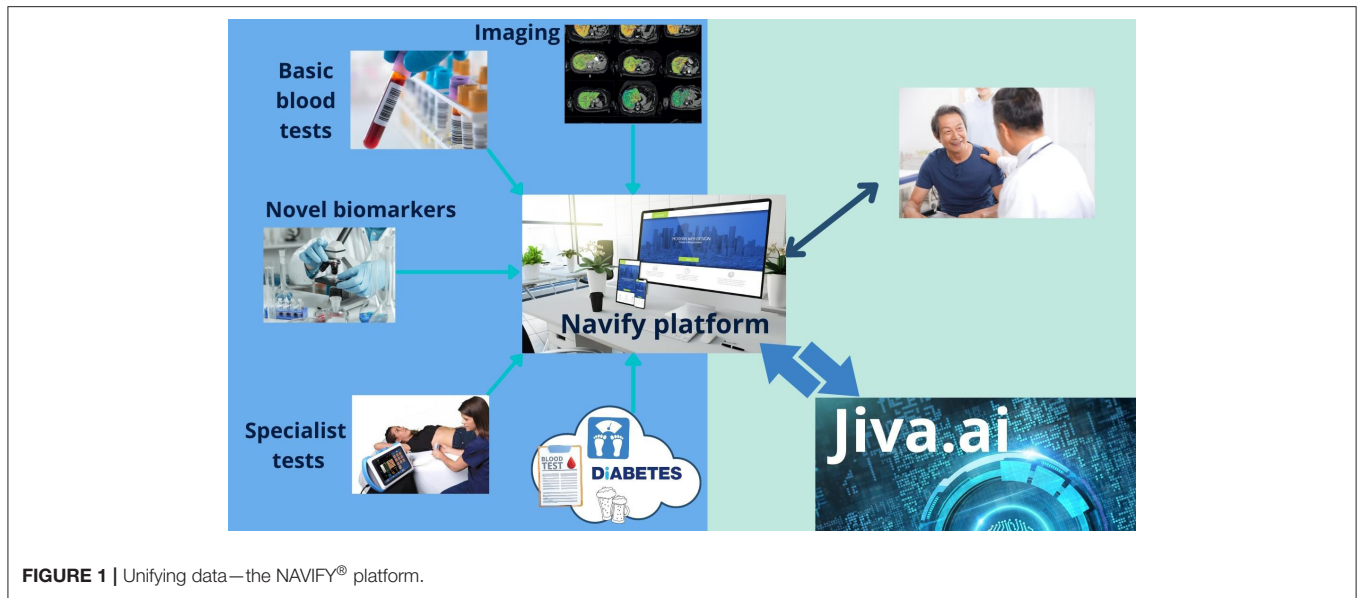 Imaging
Basic
blood
tests
Novel biomarkers
Navify platform
Specialist
tests
BLOOD
TEST
DiABETES
Jiva.ai
FIGURE 1 | Unifying data—the NAVIFY® platform.